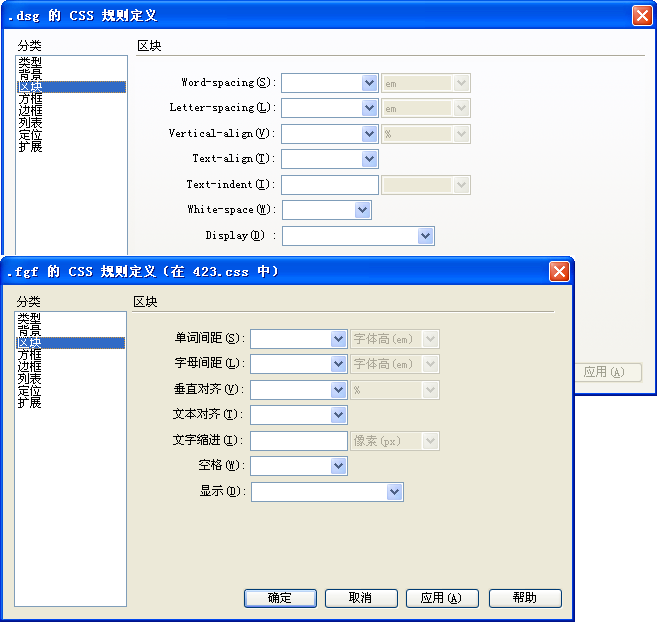 .dsg 的 CSS 规则定义
分类
区块
类型
背景
区块
方框
边框
列表
定位
扩展
Word-spacing(S):
em
Letter-spacing(L):
em
Vertical-align(V):
%
Text-align(T):
Text-indent(I):
White-space(W):
Display(D) :
应用(A)
.fgf 的 CSS 规则定义（在 423.css 中）
分类
区块
类型
背景
区块
方框
边框
列表
定位
扩展
单词间距(S):
字体高(em)
字母间距(L):
字体高(em)
垂直对齐(V):
%
文本对齐(T):
文字缩进(I):
像素(px)
空格(W):
显示(D):
确定
取消
应用(A)
帮助